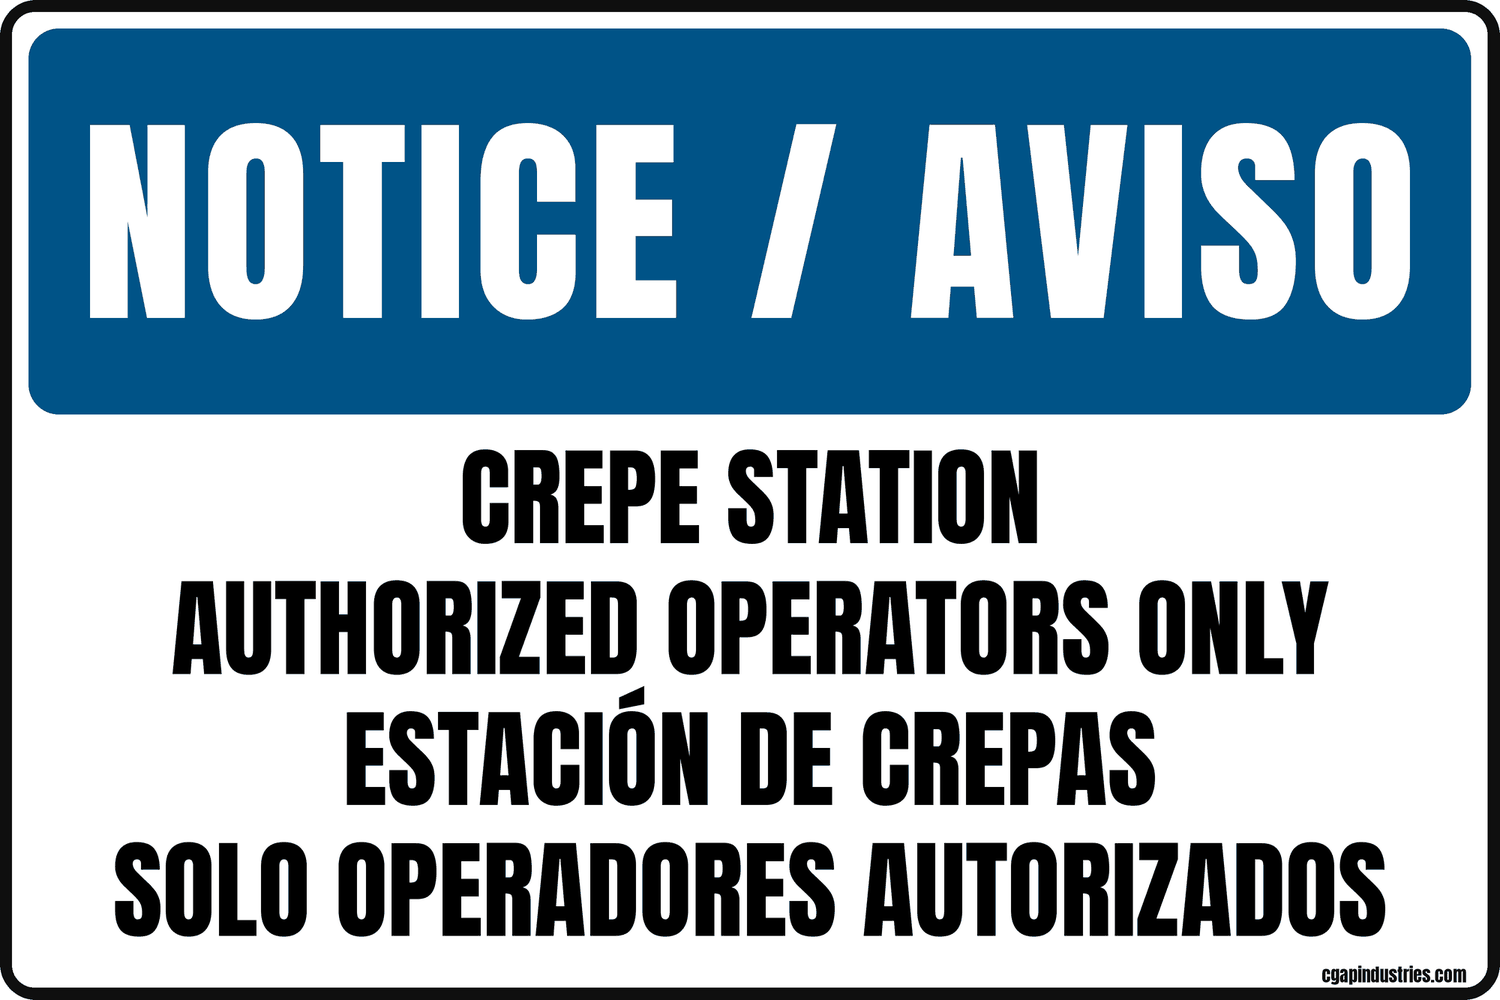 NOTICE / AVISO
CREPE STATION
AUTHORIZED OPERATORS ONLY
ESTACIÓN DE CREPAS
SOLO OPERADORES AUTORIZADOS
cgapindustries.com